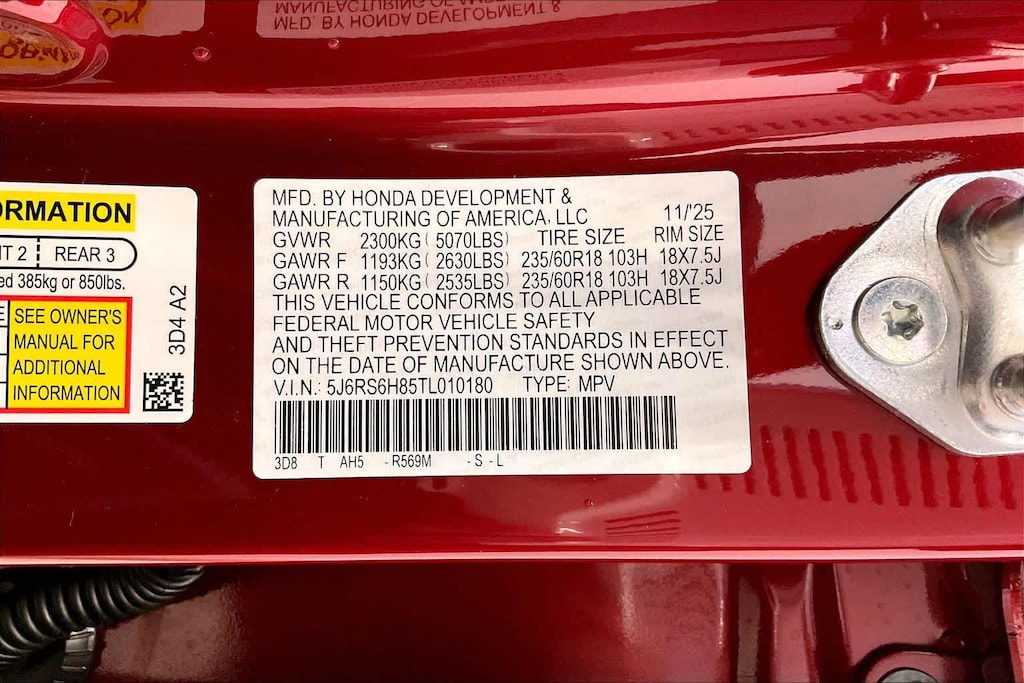 ORMATION
T 2 REAR 3
ed 385kg or 850lbs.
E SEE OWNER'S
MANUAL FOR
ADDITIONAL
INFORMATION
3D4 A2
MFD. BY HONDA DEVELOPMENT &
MANUFACTURING OF AMERICA, LLC 11/'25
GVWR 2300KG ( 5070LBS) TIRE SIZE RIM SIZE
GAWR F 1193KG ( 2630LBS) 235/60R18 103H 18X7.5J
GAWR R 1150KG ( 2535LBS) 235/60R18 103H 18X7.5J
THIS VEHICLE CONFORMS TO ALL APPLICABLE
FEDERAL MOTOR VEHICLE SAFETY
AND THEFT PREVENTION STANDARDS IN EFFECT
ON THE DATE OF MANUFACTURE SHOWN ABOVE.
V.I.N.: 5J6RS6H85TL010180 TYPE: MPV
3D8 T AH5 -R569M -S-L